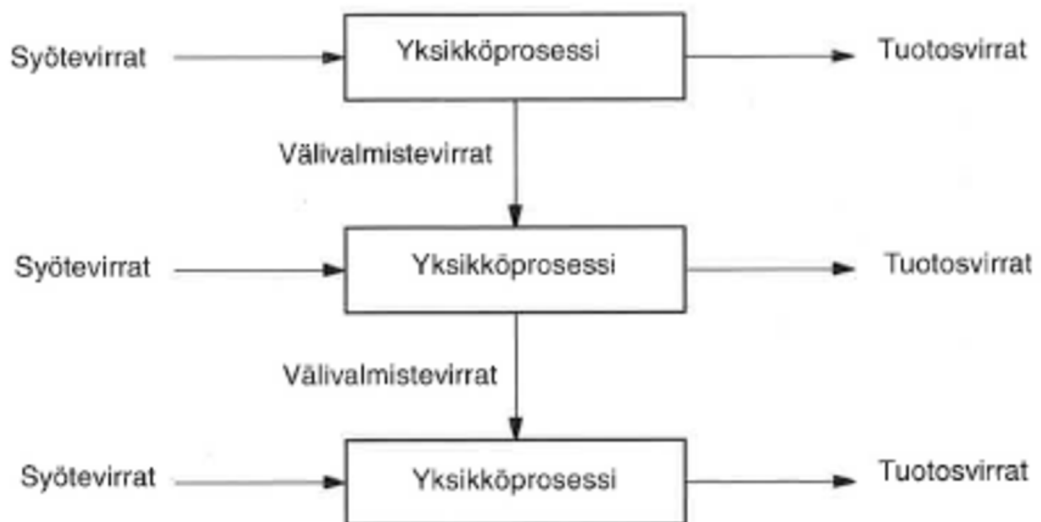 Syötevirrat
Yksikköprosessi
Tuotosvirrat
Välivalmistevirrat
Syötevirrat
Yksikköprosessi
Tuotosvirrat
Välivalmistevirrat
Syötevirrat
Yksikköprosessi
Tuotosvirrat